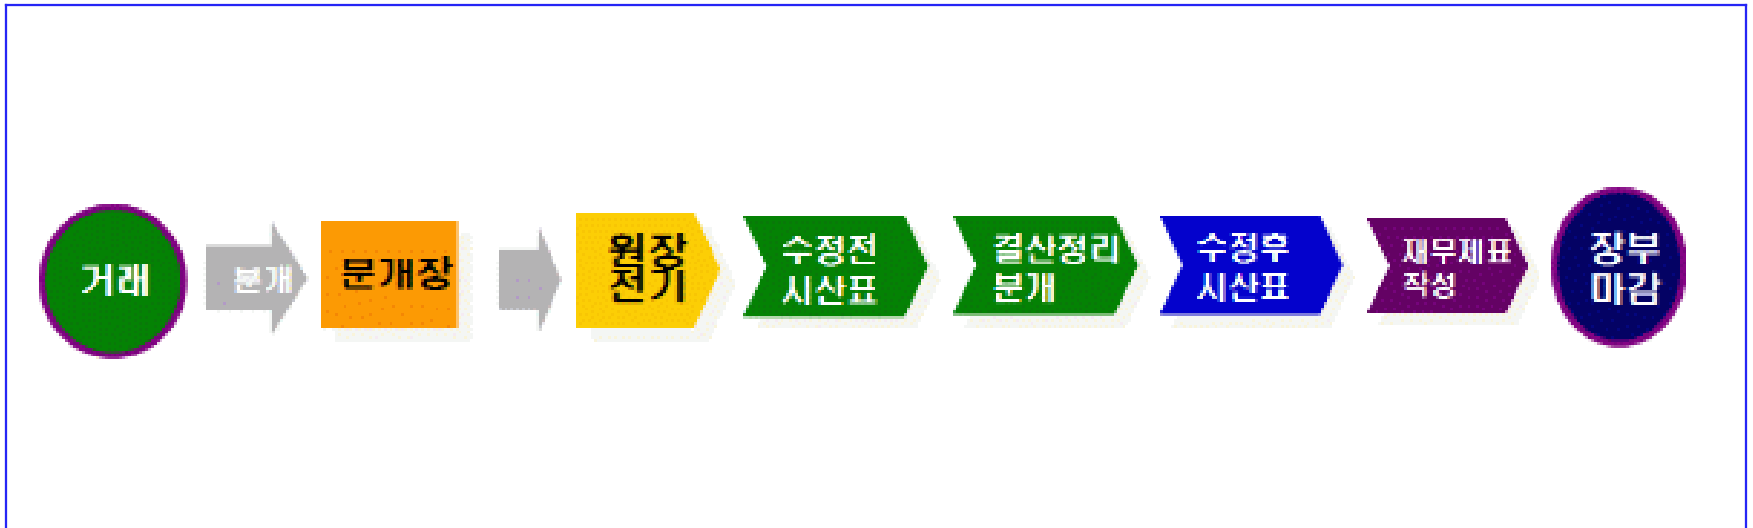 거래
분개
문개장
원장
전기
수정전
시산표
결산정리
분개
수정후
시산표
재무제표
작성
장부
마감